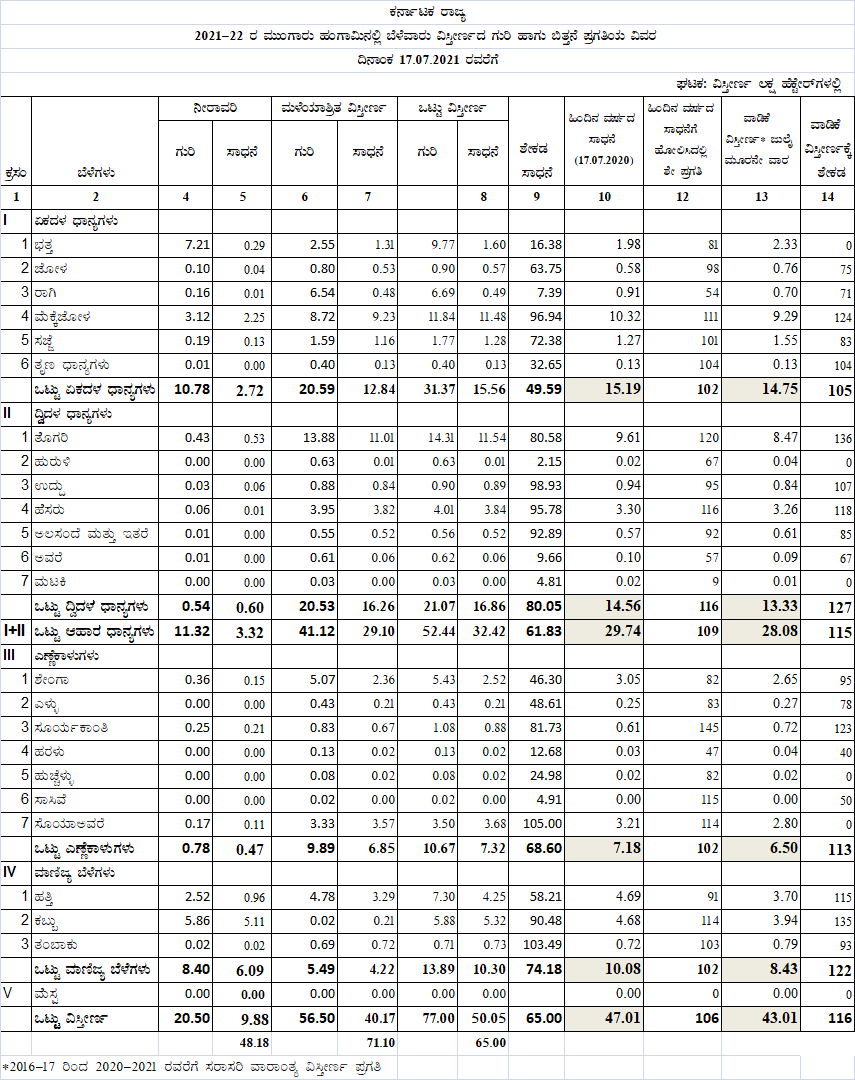 ಕರ್ನಾಟಕ ರಾಜ್ಯ
2021–22 ರ ಮುಂಗಾರು ಹಂಗಾಮಿನಲ್ಲಿ ಬೆಳೆವಾರು ವಿಸ್ತೀರ್ಣದ ಗುರಿ ಹಾಗು ಬಿತ್ತನೆ ಪ್ರಗತಿಯ ವಿವರ
ದಿನಾಂಕ 17.07.2021 ರವರೆಗೆ
ಘಟಕ: ವಿಸ್ತೀರ್ಣ ಲಕ್ಷ ಹೆಕ್ಟೇರ್‌ಗಳಲ್ಲಿ
ಕ್ರಸಂ ಬೆಳೆಗಳು ನೀರಾವರಿ ಮಳೆಯಾಶ್ರಿತ ವಿಸ್ತೀರ್ಣ ಒಟ್ಟು ವಿಸ್ತೀರ್ಣ ಶೇಕಡ ಸಾಧನೆ ಹಿಂದಿನ ವರ್ಷದ ಸಾಧನೆ (17.07.2020) ಹಿಂದಿನ ವರ್ಷದ ಸಾಧನೆಗೆ ಹೋಲಿಸಿದಲ್ಲಿ ಶೇ ಪ್ರಗತಿ ವಾಡಿಕೆ ವಿಸ್ತೀರ್ಣ* ಜುಲೈ ಮೂರನೇ ವಾರ ವಾಡಿಕೆ ವಿಸ್ತೀರ್ಣಕ್ಕೆ ಶೇಕಡ
ಗುರಿ ಸಾಧನೆ ಗುರಿ ಸಾಧನೆ ಗುರಿ ಸಾಧನೆ
1 2 4 5 6 7 8 9 10 12 13 14
I ಏಕದಳ ಧಾನ್ಯಗಳು
1 ಭತ್ತ 7.21 0.29 2.55 1.31 9.77 1.60 16.38 1.98 81 2.33 0
2 ಜೋಳ 0.10 0.04 0.80 0.53 0.90 0.57 63.75 0.58 98 0.76 75
3 ರಾಗಿ 0.16 0.01 6.54 0.48 6.69 0.49 7.39 0.91 54 0.70 71
4 ಮೆಕ್ಕೆಜೋಳ 3.12 2.25 8.72 9.23 11.84 11.48 96.94 10.32 111 9.29 124
5 ಸಜ್ಜೆ 0.19 0.13 1.59 1.16 1.77 1.28 72.38 1.27 101 1.55 83
6 ತೃಣ ಧಾನ್ಯಗಳು 0.01 0.00 0.40 0.13 0.40 0.13 32.65 0.13 104 0.13 104
ಒಟ್ಟು ಏಕದಳ ಧಾನ್ಯಗಳು 10.78 2.72 20.59 12.84 31.37 15.56 49.59 15.19 102 14.75 105
II ದ್ವಿದಳ ಧಾನ್ಯಗಳು
1 ತೊಗರಿ 0.43 0.53 13.88 11.01 14.31 11.54 80.58 9.61 120 8.47 136
2 ಹುರುಳಿ 0.00 0.00 0.63 0.01 0.63 0.01 2.15 0.02 67 0.04 0
3 ಉದ್ದು 0.03 0.06 0.88 0.84 0.90 0.89 98.93 0.94 95 0.84 107
4 ಹೆಸರು 0.06 0.01 3.95 3.82 4.01 3.84 95.78 3.30 116 3.26 118
5 ಅಲಸಂದೆ ಮತ್ತು ಇತರೆ 0.01 0.00 0.55 0.52 0.56 0.52 92.89 0.57 92 0.61 85
6 ಅವರೆ 0.01 0.00 0.61 0.06 0.62 0.06 9.66 0.10 57 0.09 67
7 ಮಟಕಿ 0.00 0.00 0.03 0.00 0.03 0.00 4.81 0.02 9 0.01 0
ಒಟ್ಟು ದ್ವಿದಳ ಧಾನ್ಯಗಳು 0.54 0.60 20.53 16.26 21.07 16.86 80.05 14.56 116 13.33 127
I+II ಒಟ್ಟು ಆಹಾರ ಧಾನ್ಯಗಳು 11.32 3.32 41.12 29.10 52.44 32.42 61.83 29.74 109 28.08 115
III ಎಣ್ಣೆಕಾಳುಗಳು
1 ಶೇಂಗಾ 0.36 0.15 5.07 2.36 5.43 2.52 46.30 3.05 82 2.65 95
2 ಎಳ್ಳು 0.00 0.00 0.43 0.21 0.43 0.21 48.61 0.25 83 0.27 78
3 ಸೂರ್ಯಕಾಂತಿ 0.25 0.21 0.83 0.67 1.08 0.88 81.73 0.61 145 0.72 123
4 ಹರಳು 0.00 0.00 0.13 0.02 0.13 0.02 12.68 0.03 47 0.04 40
5 ಹುಚ್ಚೆಳ್ಳು 0.00 0.00 0.08 0.02 0.08 0.02 24.98 0.02 82 0.02 0
6 ಸಾಸಿವೆ 0.00 0.00 0.02 0.00 0.02 0.00 4.91 0.00 115 0.00 50
7 ಸೊಯಾಅವರೆ 0.17 0.11 3.33 3.57 3.50 3.68 105.00 3.21 114 2.80 0
ಒಟ್ಟು ಎಣ್ಣೆಕಾಳುಗಳು 0.78 0.47 9.89 6.85 10.67 7.32 68.60 7.18 102 6.50 113
IV ವಾಣಿಜ್ಯ ಬೆಳೆಗಳು
1 ಹತ್ತಿ 2.52 0.96 4.78 3.29 7.30 4.25 58.21 4.69 91 3.70 115
2 ಕಬ್ಬು 5.86 5.11 0.02 0.21 5.88 5.32 90.48 4.68 114 3.94 135
3 ತಂಬಾಕು 0.02 0.02 0.69 0.72 0.71 0.73 103.49 0.72 103 0.79 93
ಒಟ್ಟು ವಾಣಿಜ್ಯ ಬೆಳೆಗಳು 8.40 6.09 5.49 4.22 13.89 10.30 74.18 10.08 102 8.43 122
V ಮೆಸ್ಟ 0.00 0.00 0.00 0.00 0.00 0.00 0.00 0 0.00 0
ಒಟ್ಟು ವಿಸ್ತೀರ್ಣ 20.50 9.88 56.50 40.17 77.00 50.05 65.00 47.01 106 43.01 116
48.18 71.10 65.00
*2016–17 ರಿಂದ 2020–2021 ರವರೆಗೆ ಸರಾಸರಿ ವಾರಾಂತ್ಯ ವಿಸ್ತೀರ್ಣ ಪ್ರಗತಿ